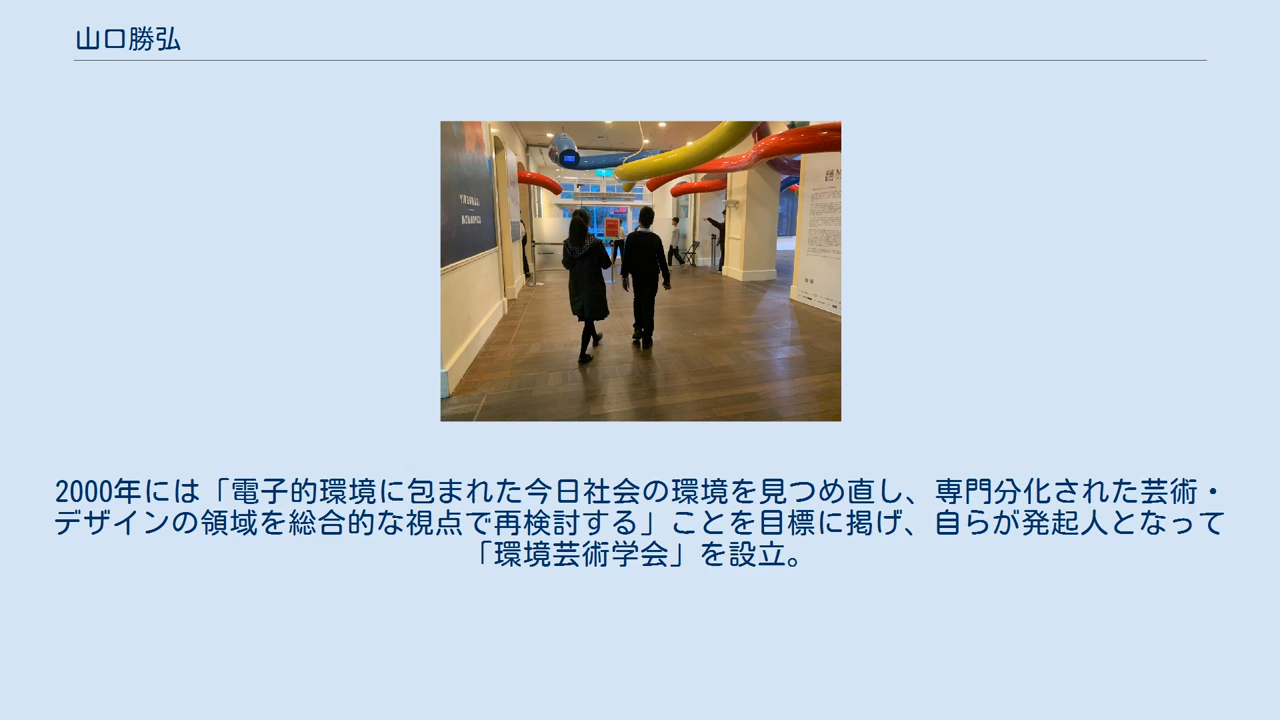 山口勝弘
2000年には「電子的環境に包まれた今日社会の環境を見つめ直し、専門分化された芸術・
デザインの領域を総合的な視点で再検討する」ことを目標に掲げ、自らが発起人となって
「環境芸術学会」を設立。